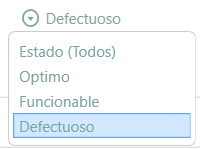 Defectuoso
Estado (Todos)
Optimo
Funcionable
Defectuoso